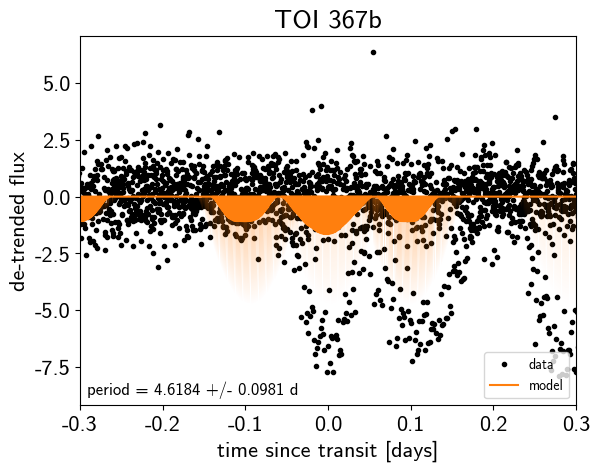 TOI 367b
de-trended flux
5.0
2.5
0.0
-2.5
-5.0
-7.5
period = 4.6184 +/- 0.0981 d
data
model
-0.3 -0.2 -0.1 0.0 0.1 0.2 0.3
time since transit [days]